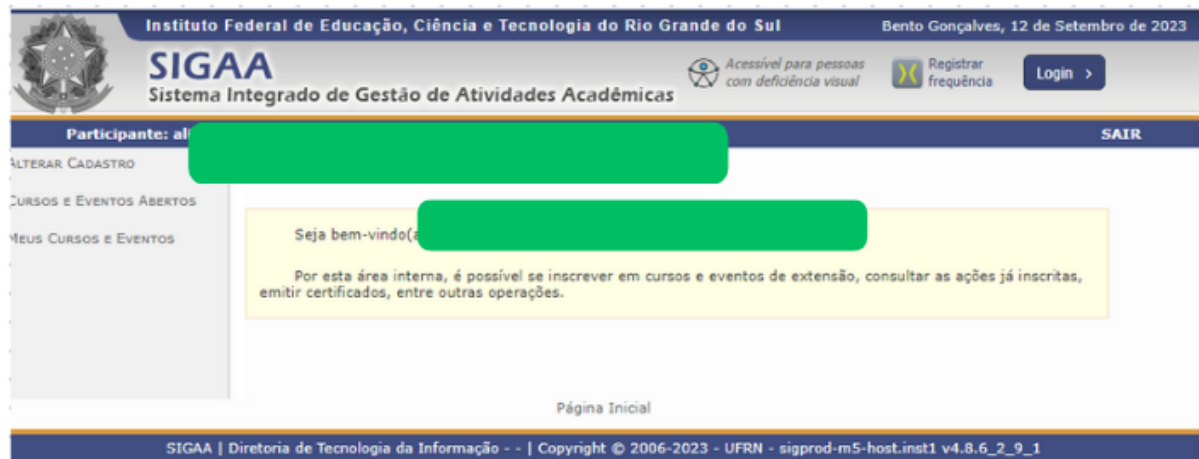 Instituto Federal de Educação, Ciência e Tecnologia do Rio Grande do Sul
Bento Gonçalves, 12 de Setembro de 2023
SIGAA
Sistema Integrado de Gestão de Atividades Acadêmicas
Acessível para pessoas
com deficiência visual
Registrar
frequência
Login >
Participante:
SAIR
ALTERAR CADASTRO
CURSOS E EVENTOS ABERTOS
MEUS CURSOS E EVENTOS
Seja bem-vindo(a
Por esta área interna, é possível se inscrever em cursos e eventos de extensão, consultar as ações já inscritas,
emitir certificados, entre outras operações.
Página Inicial
SIGAA | Diretoria de Tecnologia da Informação - - | Copyright © 2006-2023 - UFRN - sigprod-m5-host.inst1 v4.8.6_2_9_1